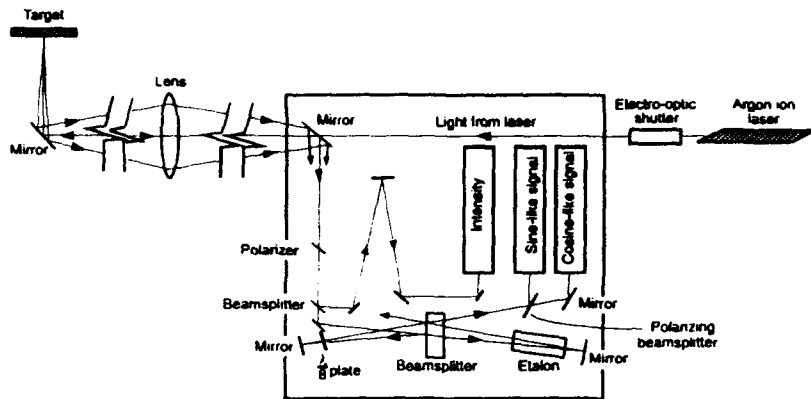 Target
Lens
Mirror
Mirror
Light from laser
Electro-optic
shutter
Argon ion
laser
Intensity
Sine-like signal
Cosine-like signal
Polarizer
Beamsplitter
Mirror
plate
Beamsplitter
Etalon
Mirror
Mirror
Polarizing
beamsplitter